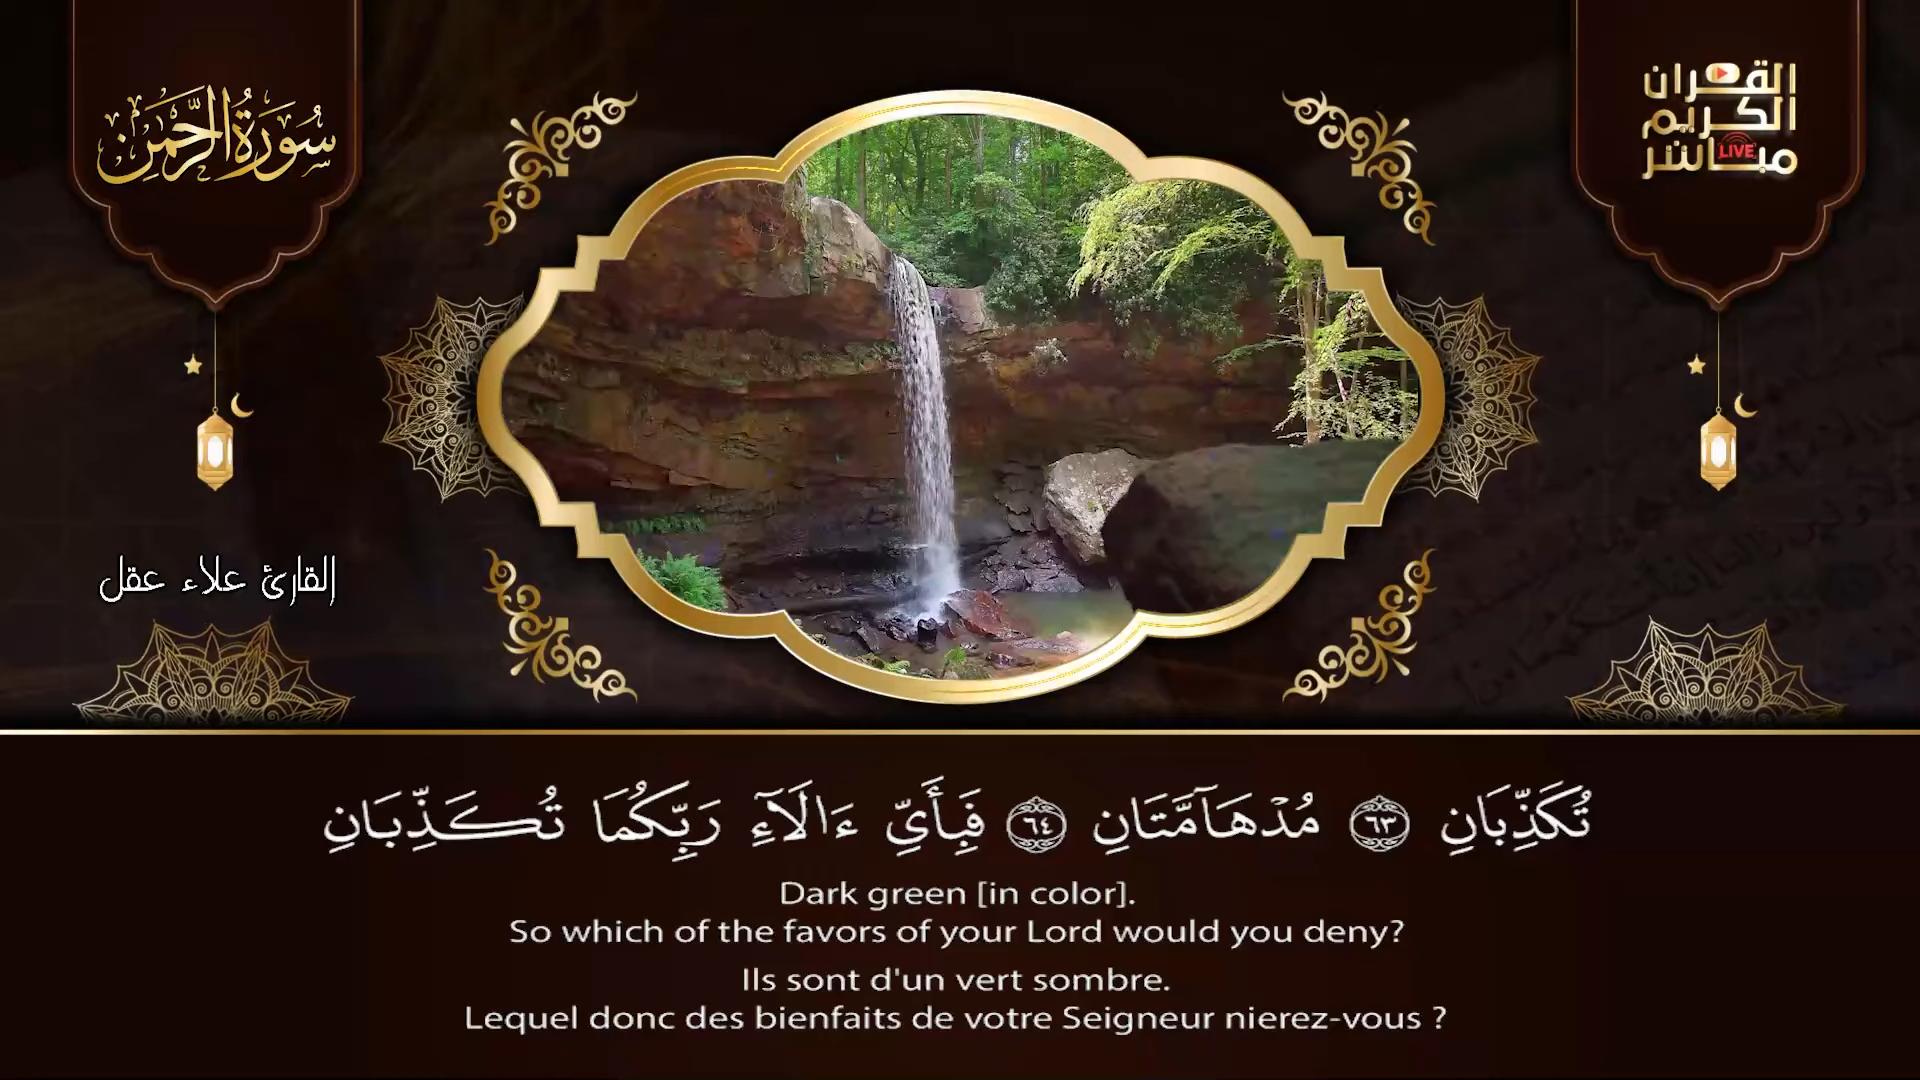 سُورَةُ الرَّحْمَٰن
القرآن
الكريم
مباشر
LIVE
القارئ علاء عقل
تُكَذِّبَانِ ٦٣ مُدْهَآمَّتَانِ ٦٤ فَبِأَيِّ ءَالَآءِ رَبِّكُمَا تُكَذِّبَانِ
Dark green [in color].
So which of the favors of your Lord would you deny?
Ils sont d'un vert sombre.
Lequel donc des bienfaits de votre Seigneur nierez-vous ?